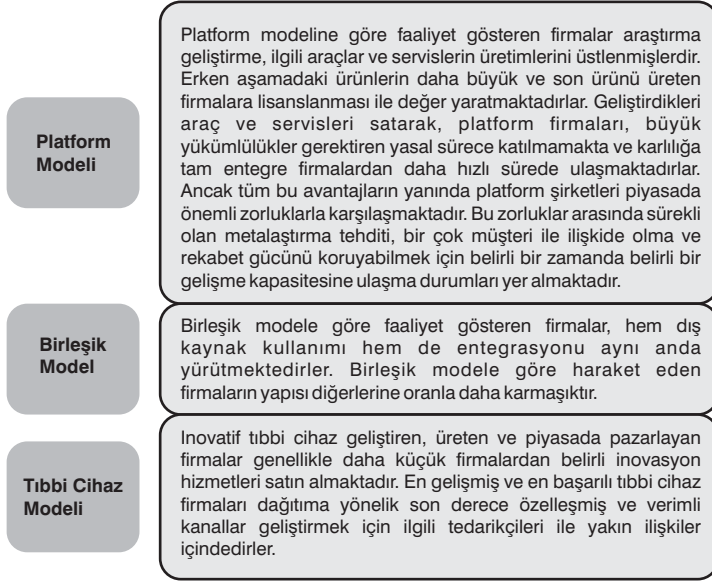 Platform
Modeli
Platform modeline göre faaliyet gösteren firmalar araştırma
geliştirme, ilgili araçlar ve servislerin üretimlerini üstlenmişlerdir.
Erken aşamadaki ürünlerin daha büyük ve son ürünü üreten
firmalara lisanslanması ile değer yaratmaktadırlar. Geliştirdikleri
araç ve servisleri satarak, platform firmaları, büyük
yükümlülükler gerektiren yasal sürece katılmamakta ve karlılığa
tam entegre firmalardan daha hızlı sürede ulaşmaktadırlar.
Ancak tüm bu avantajların yanında platform şirketleri piyasada
önemli zorluklarla karşılaşmaktadır. Bu zorluklar arasında sürekli
olan metalaştırma tehditi, bir çok müşteri ile ilişkide olma ve
rekabet gücünü koruyabilmek için belirli bir zamanda belirli bir
gelişme kapasitesine ulaşma durumları yer almaktadır.
Birleşik
Model
Birleşik modele göre faaliyet gösteren firmalar, hem dış
kaynak kullanımı hem de entegrasyonu aynı anda
yürütmektedirler. Birleşik modele göre haraket eden
firmaların yapısı diğerlerine oranla daha karmaşıktır.
Tıbbi Cihaz
Modeli
Inovatif tıbbi cihaz geliştiren, üreten ve piyasada pazarlayan
firmalar genellikle daha küçük firmalardan belirli inovasyon
hizmetleri satın almaktadır. En gelişmiş ve en başarılı tıbbi cihaz
firmaları dağıtıma yönelik son derece özelleşmiş ve verimli
kanallar geliştirmek için ilgili tedarikçileri ile yakın ilişkiler
içindedirler.